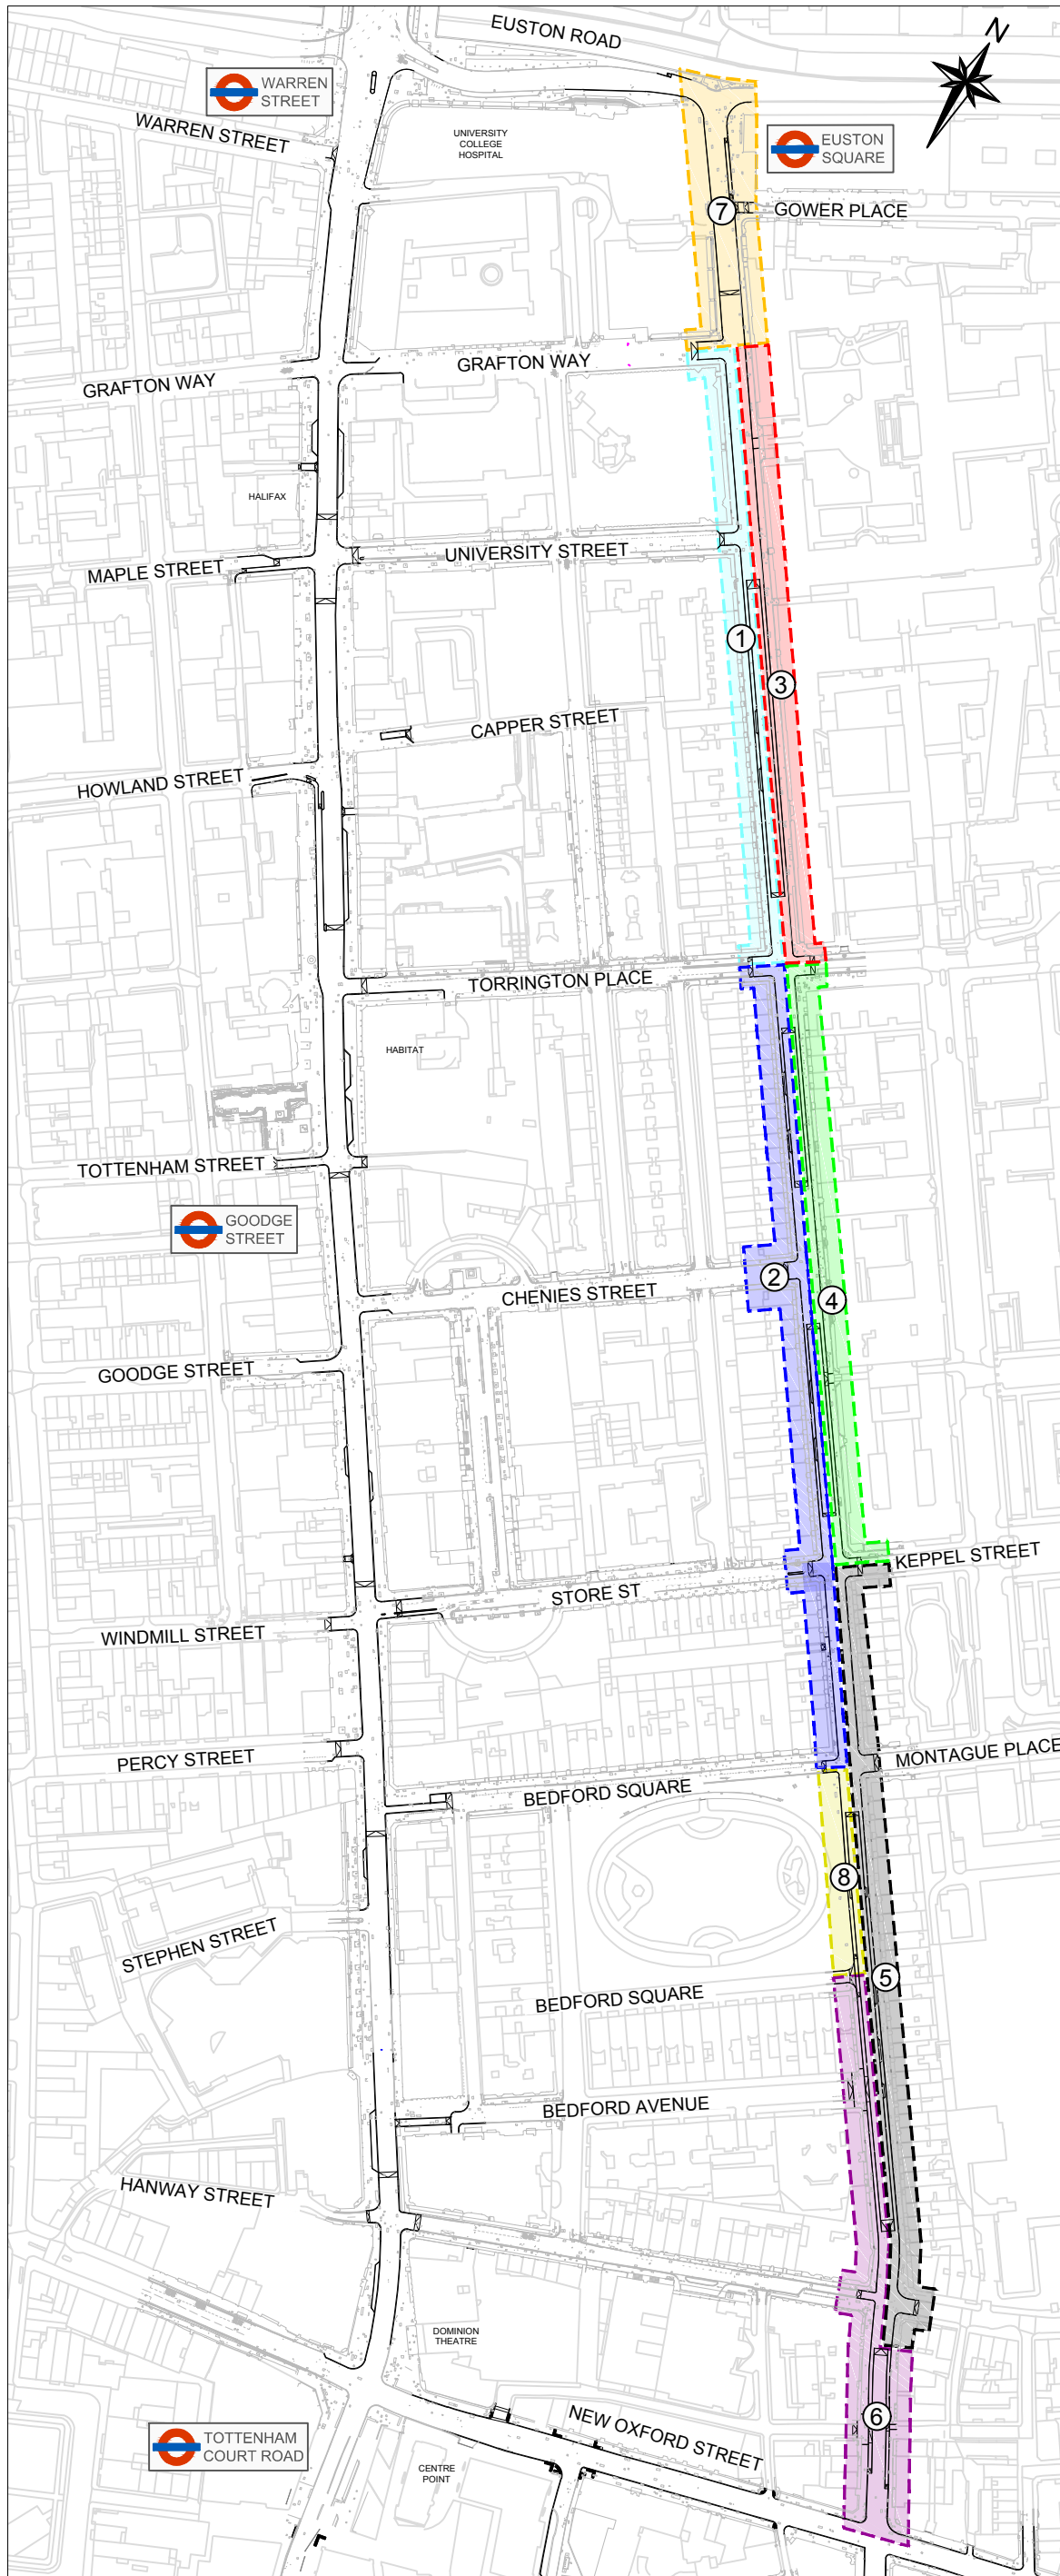 EUSTON ROAD
N
WARREN
STREET
WARREN STREET
UNIVERSITY
COLLEGE
HOSPITAL
EUSTON
SQUARE
7
GOWER PLACE
GRAFTON WAY
GRAFTON WAY
HALIFAX
UNIVERSITY STREET
MAPLE STREET
1
3
CAPPER STREET
HOWLAND STREET
TORRINGTON PLACE
HABITAT
TOTTENHAM STREET
GOODGE
STREET
2
CHENIES STREET
4
GOODGE STREET
KEPPEL STREET
STORE ST
WINDMILL STREET
MONTAGUE PLACE
PERCY STREET
BEDFORD SQUARE
8
STEPHEN STREET
5
BEDFORD SQUARE
BEDFORD AVENUE
HANWAY STREET
DOMINION
THEATRE
6
NEW OXFORD STREET
TOTTENHAM
COURT ROAD
CENTRE
POINT